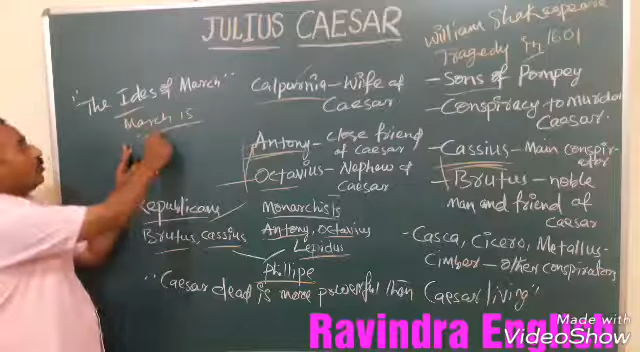 JULIUS CAESAR
William Shakespeare
Tragedy in 1601
"The Ides of March"
March 15
Calpurnia - Wife of
Caesar
Antony - close friend
of Caesar
Octavius - Nephew of
Caesar
Republicans
Brutus, Cassius
Monarchists
Antony, Octavius
Lepidus
Phillipe
- Sons of Pompey
- Conspiracy to Murder
Caesar.
- Cassius - Main conspir
ator
- Brutus - noble
man and friend of
Caesar
- Casca, Cicero, Metallus
Cimber - other conspirators
"Caesar dead is more powerful than Caesar living"
Made with
VideoShow
Ravindra English